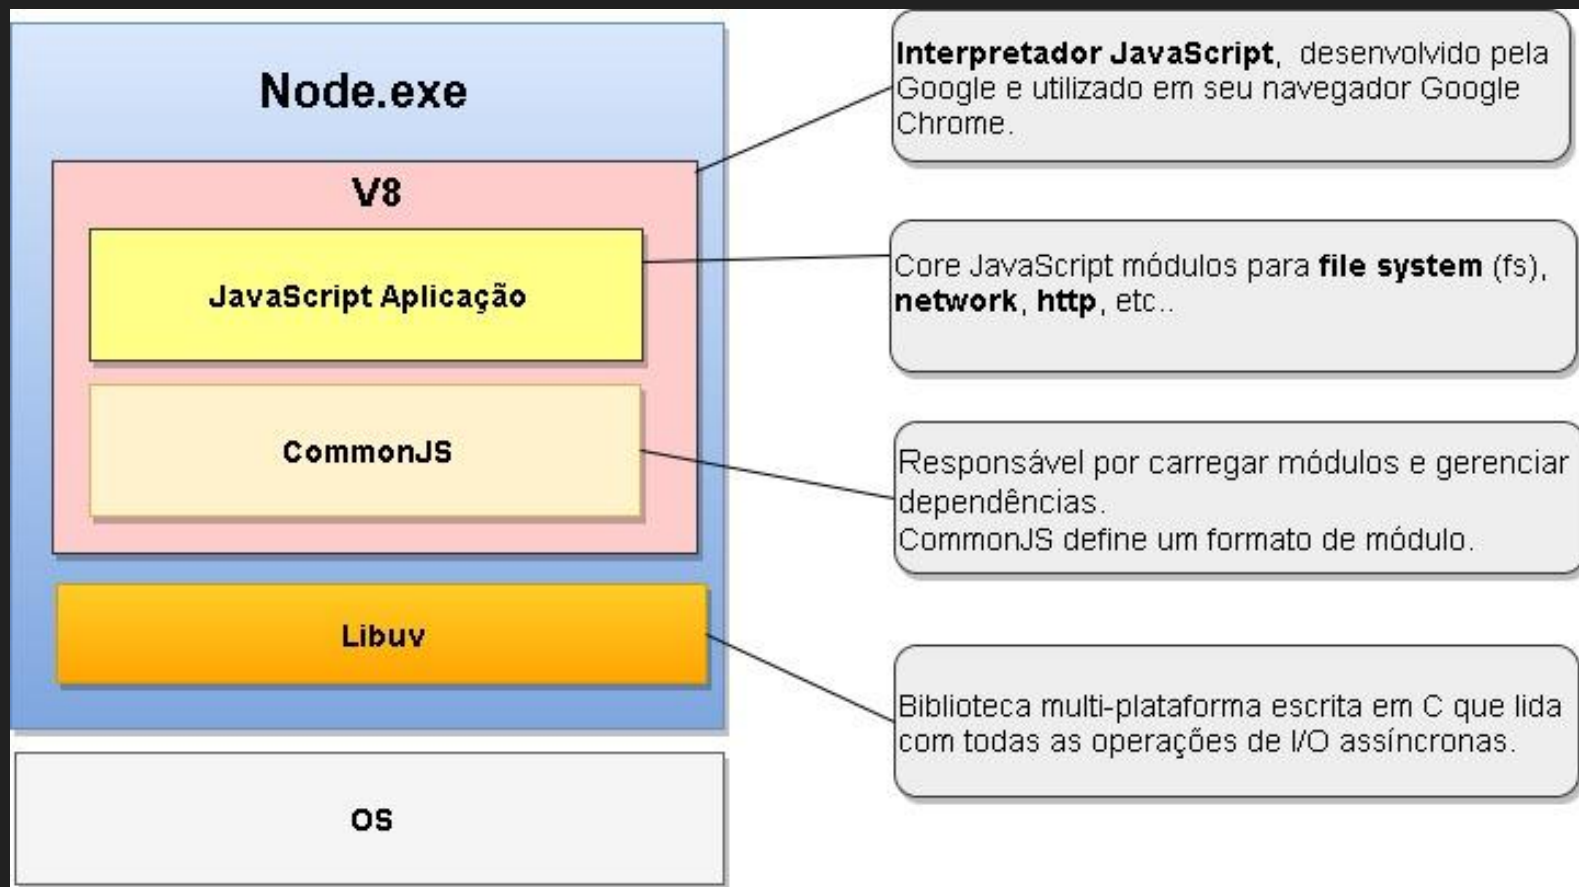 Node.exe
V8
JavaScript Aplicação
CommonJS
Libuv
OS
Interpretador JavaScript, desenvolvido pela
Google e utilizado em seu navegador Google
Chrome.
Core JavaScript módulos para file system (fs),
network, http, etc..
Responsável por carregar módulos e gerenciar
dependências.
CommonJS define um formato de módulo.
Biblioteca multi-plataforma escrita em C que lida
com todas as operações de I/O assíncronas.